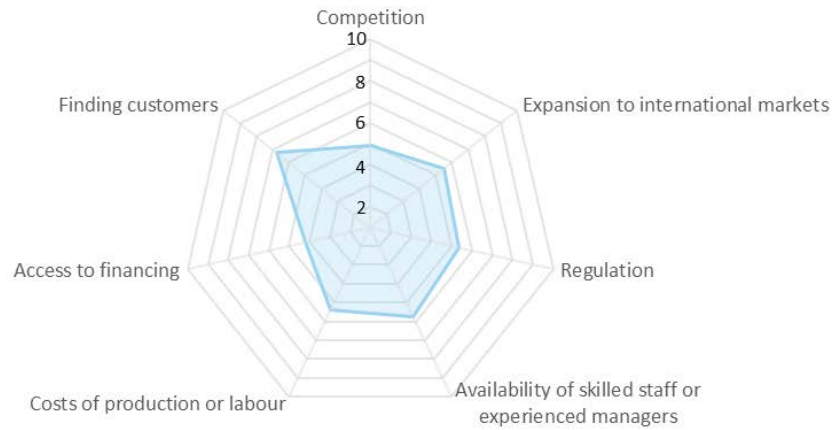 Competition
10
8
6
4
2
Finding customers
Expansion to international markets
Access to financing
Regulation
Costs of production or labour
Availability of skilled staff or
experienced managers